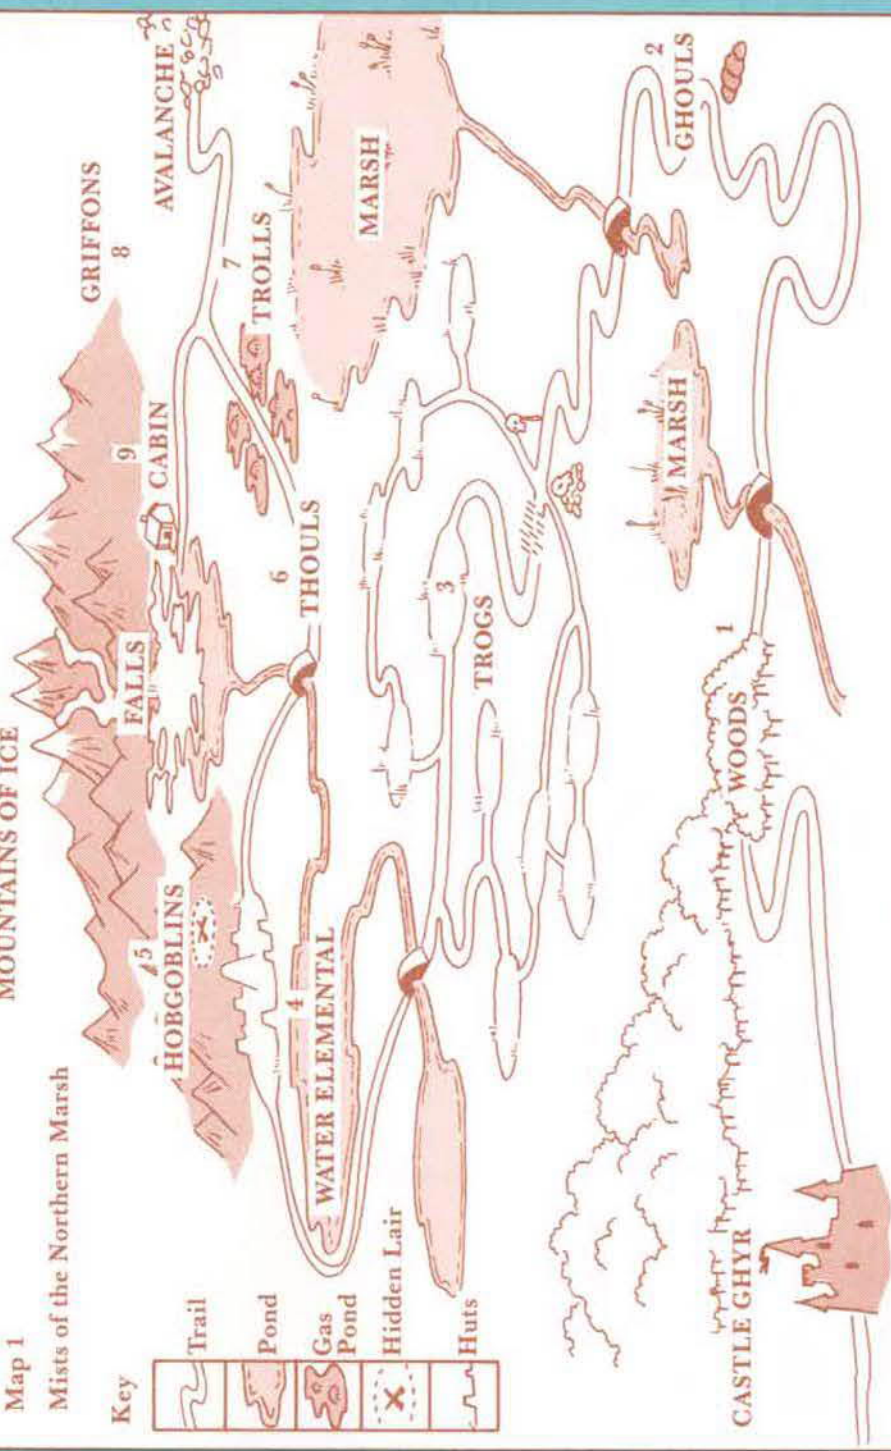 Map 1
Mists of the Northern Marsh
Key
Trail
Pond
Gas
Pond
Hidden Lair
Huts
MOUNTAINS OF ICE
5
HOBGOBLINS
FALLS
9
CABIN
GRIFFONS
8
AVALANCHE
4
WATER ELEMENTAL
6
THOULS
7
TROLLS
MARSH
3
TROGS
CASTLE GHYR
WOODS
1
MARSH
2
GHOULS